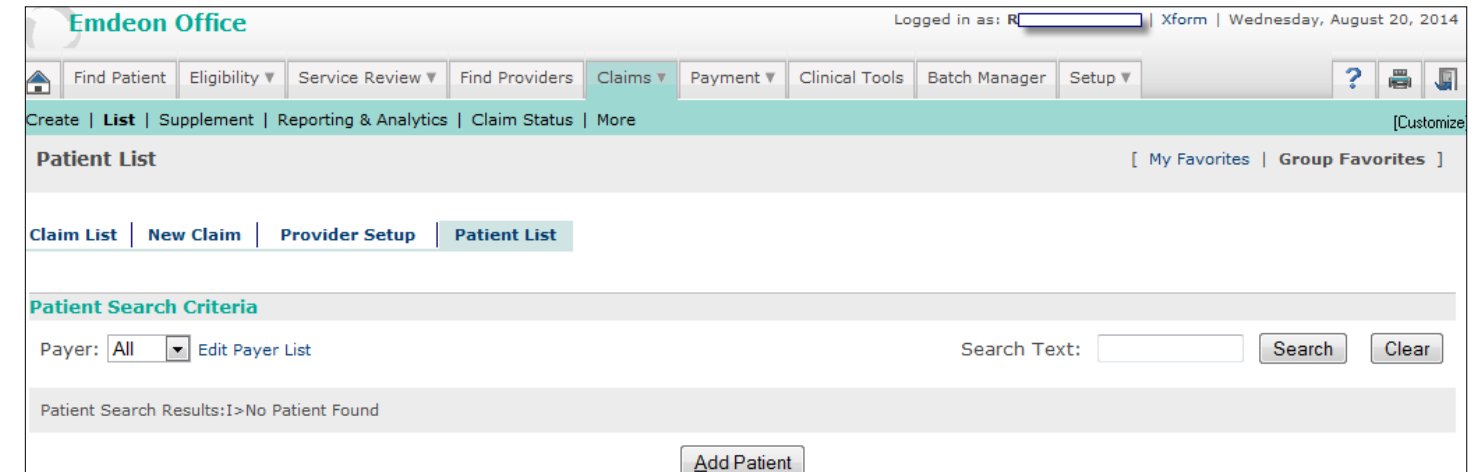 Emdeon Office
Logged in as: R | Xform | Wednesday, August 20, 2014
Find Patient Eligibility ▼ Service Review ▼ Find Providers Claims ▼ Payment ▼ Clinical Tools Batch Manager Setup ▼ ?
Create | List | Supplement | Reporting & Analytics | Claim Status | More [Customize
Patient List [ My Favorites | Group Favorites ]
Claim List | New Claim | Provider Setup | Patient List
Patient Search Criteria
Payer: All Edit Payer List Search Text: Search Clear
Patient Search Results:I>No Patient Found
Add Patient